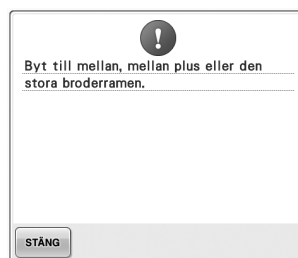 Byt till mellan, mellan plus eller den
stora broderramen.
STÄNG